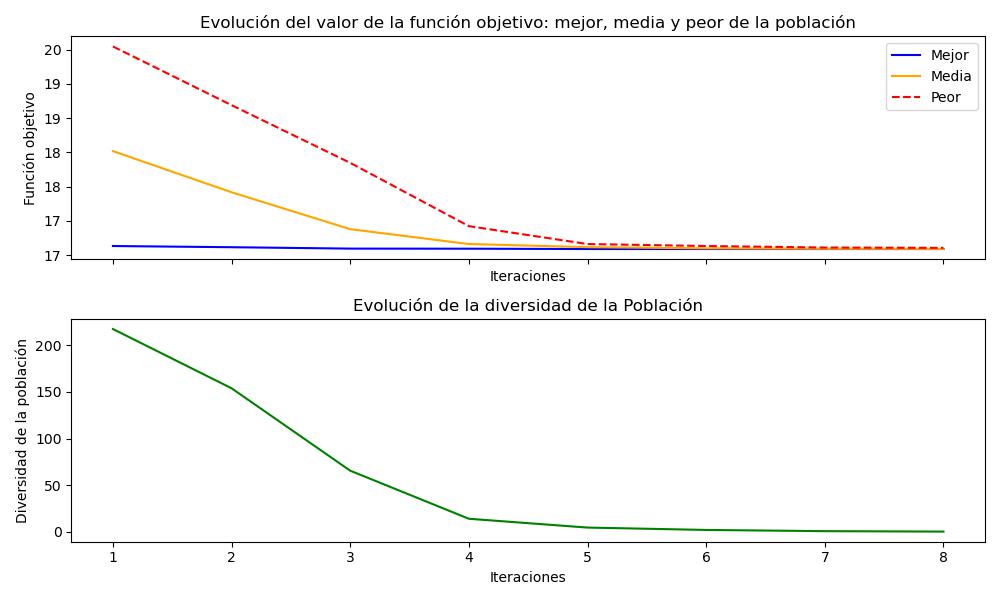 Evolución del valor de la función objetivo: mejor, media y peor de la población
Función objetivo
20
19
19
18
18
17
17
Mejor
Media
Peor
Iteraciones
Evolución de la diversidad de la Población
Diversidad de la población
200
150
100
50
0
1 2 3 4 5 6 7 8
Iteraciones